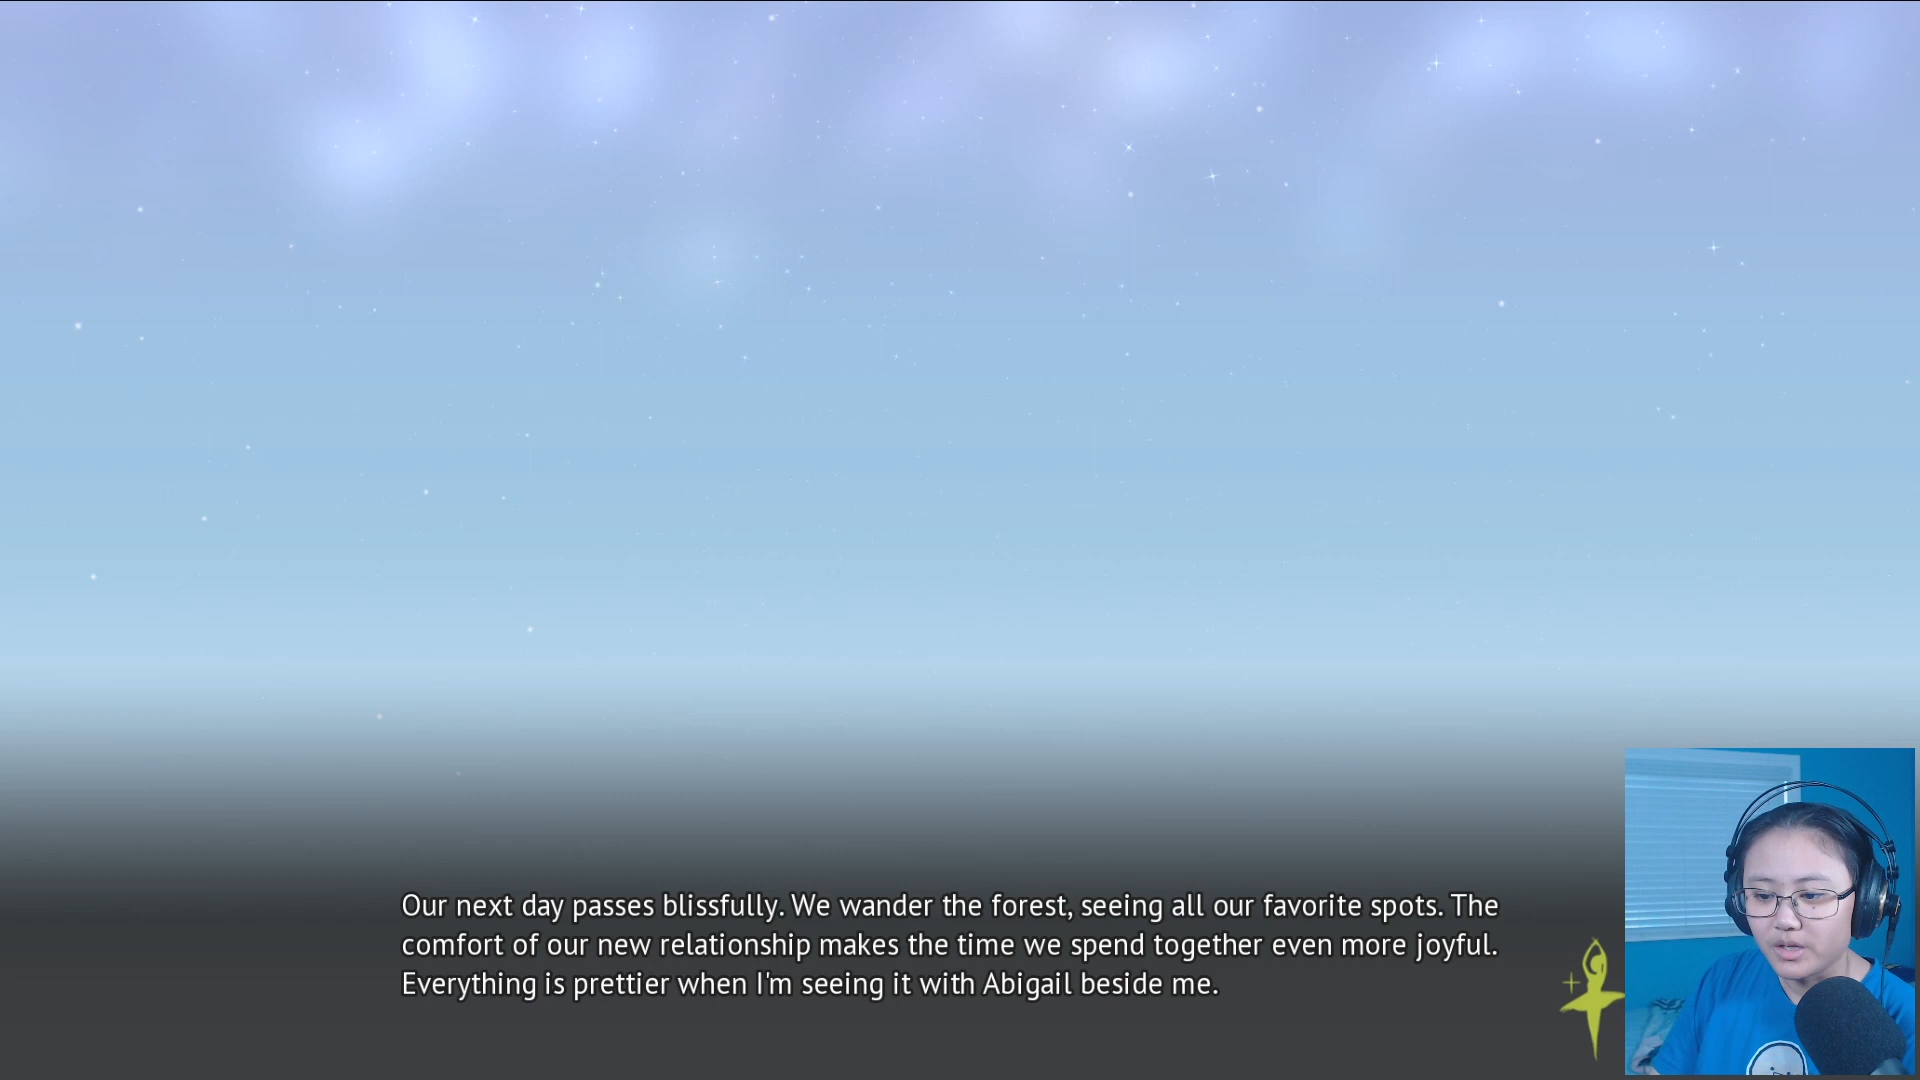 Our next day passes blissfully. We wander the forest, seeing all our favorite spots. The
comfort of our new relationship makes the time we spend together even more joyful.
Everything is prettier when I'm seeing it with Abigail beside me.